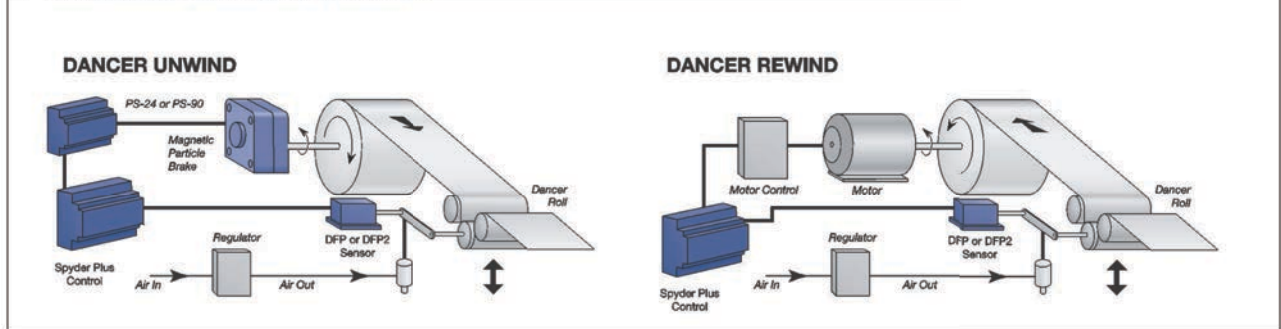 DANCER UNWIND
PS-24 or PS-90
Magnetic
Particle
Brake
Dancer
Roll
DFP or DFP2
Sensor
Regulator
Spyder Plus
Control
Air In
Air Out
DANCER REWIND
Motor Control
Motor
Dancer
Roll
DFP or DFP2
Sensor
Regulator
Spyder Plus
Control
Air In
Air Out